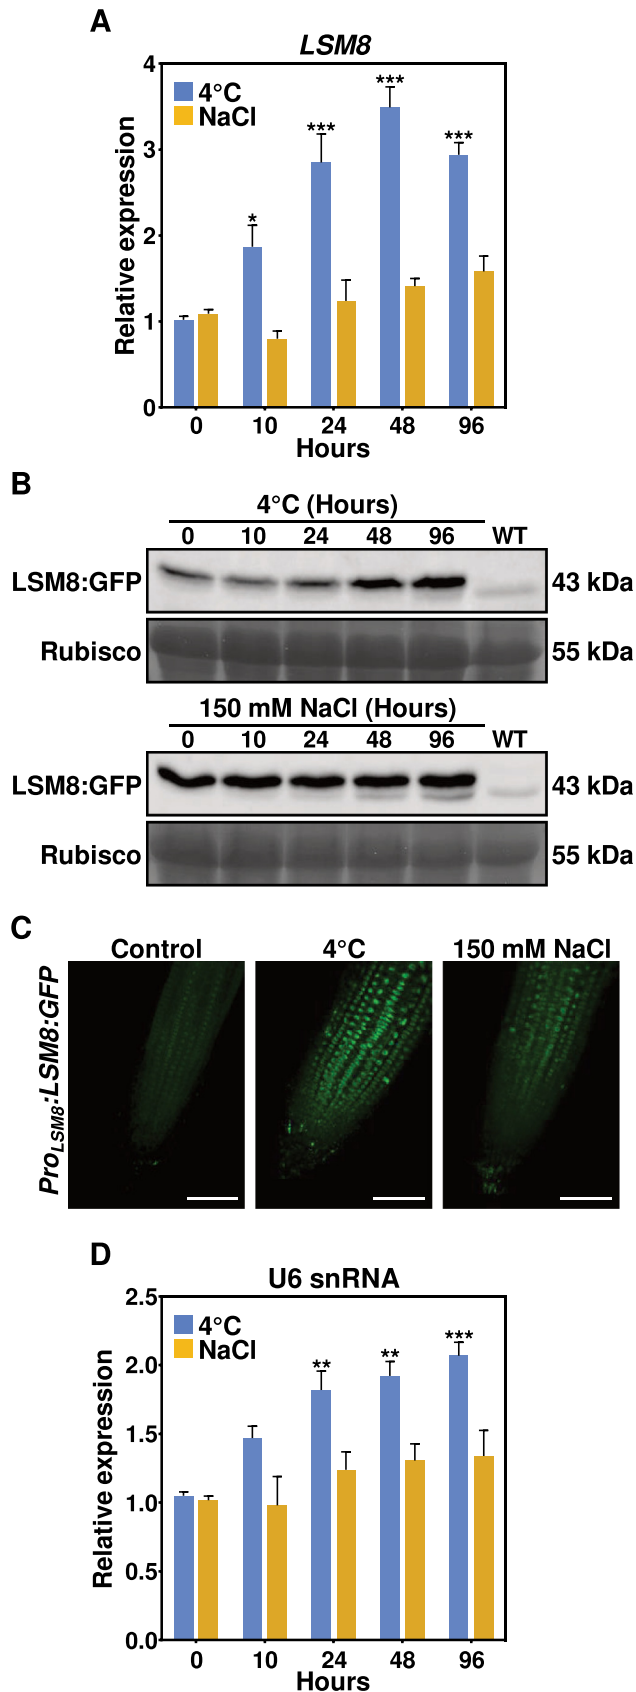 A
LSM8
4°C
NaCl
***
***
***
*
4
3
2
1
0
Relative expression
0 10 24 48 96
Hours
B
4°C (Hours)
0 10 24 48 96 WT
LSM8:GFP 43 kDa
Rubisco 55 kDa
150 mM NaCl (Hours)
0 10 24 48 96 WT
LSM8:GFP 43 kDa
Rubisco 55 kDa
C
Control 4°C 150 mM NaCl
ProLSM8:LSM8:GFP
D
U6 snRNA
4°C
NaCl
** ** ***
2.5
2.0
1.5
1.0
0.5
0.0
Relative expression
0 10 24 48 96
Hours